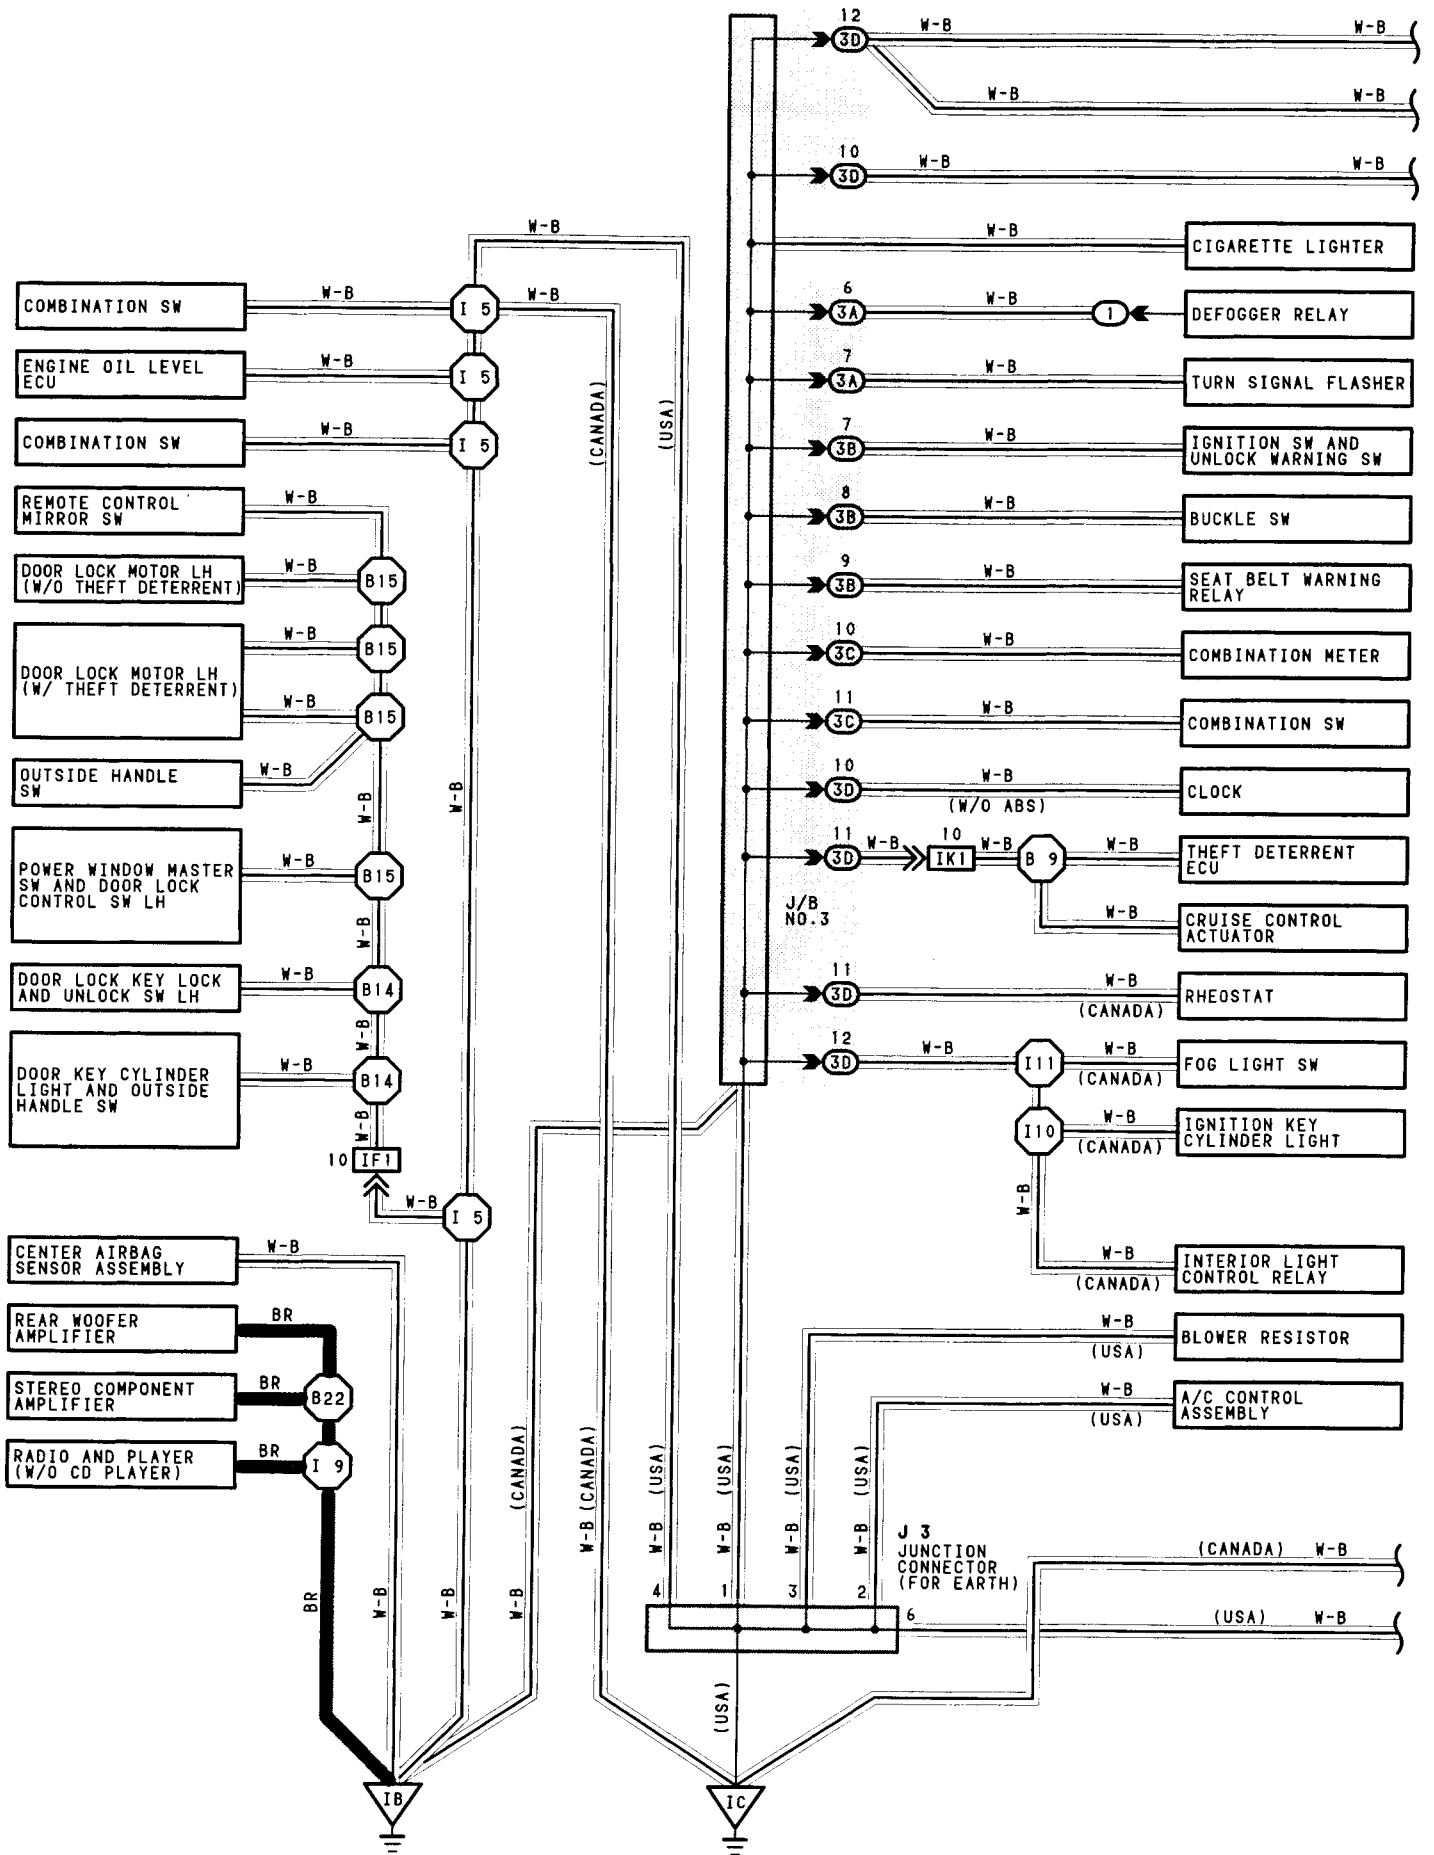 12
3D
W-B
W-B
W-B
W-B
10
3D
W-B
W-B
W-B
CIGARETTE LIGHTER
6
3A
W-B
1
DEFOGGER RELAY
7
3A
W-B
TURN SIGNAL FLASHER
7
3B
W-B
IGNITION SW AND
UNLOCK WARNING SW
8
3B
W-B
BUCKLE SW
9
3B
W-B
SEAT BELT WARNING
RELAY
10
3C
W-B
COMBINATION METER
11
3C
W-B
COMBINATION SW
10
3D
W-B
(W/O ABS)
CLOCK
11
3D
W-B
10
IK1
W-B
B 9
W-B
THEFT DETERRENT
ECU
W-B
CRUISE CONTROL
ACTUATOR
J/B
NO.3
11
3D
W-B
(CANADA)
RHEOSTAT
12
3D
W-B
I11
W-B
(CANADA)
FOG LIGHT SW
I10
W-B
(CANADA)
IGNITION KEY
CYLINDER LIGHT
W-B
W-B
(CANADA)
INTERIOR LIGHT
CONTROL RELAY
W-B
(USA)
BLOWER RESISTOR
W-B
(USA)
A/C CONTROL
ASSEMBLY
COMBINATION SW
W-B
I 5
W-B
W-B
(CANADA)
(USA)
ENGINE OIL LEVEL
ECU
W-B
I 5
COMBINATION SW
W-B
I 5
REMOTE CONTROL
MIRROR SW
W-B
DOOR LOCK MOTOR LH
(W/O THEFT DETERRENT)
W-B
B15
DOOR LOCK MOTOR LH
(W/ THEFT DETERRENT)
W-B
B15
W-B
B15
OUTSIDE HANDLE
SW
W-B
W-B
W-B
POWER WINDOW MASTER
SW AND DOOR LOCK
CONTROL SW LH
W-B
B15
W-B
DOOR LOCK KEY LOCK
AND UNLOCK SW LH
W-B
B14
W-B
DOOR KEY CYLINDER
LIGHT AND OUTSIDE
HANDLE SW
W-B
B14
W-B
10
IF1
W-B
I 5
CENTER AIRBAG
SENSOR ASSEMBLY
W-B
REAR WOOFER
AMPLIFIER
BR
STEREO COMPONENT
AMPLIFIER
BR
B22
RADIO AND PLAYER
(W/O CD PLAYER)
BR
I 9
BR
W-B
W-B
W-B
(CANADA)
W-B (CANADA)
W-B
(USA)
W-B
(USA)
W-B
(USA)
W-B
(USA)
4
1
3
2
6
J 3
JUNCTION
CONNECTOR
(FOR EARTH)
(CANADA)
W-B
(USA)
W-B
(USA)
IB
IC